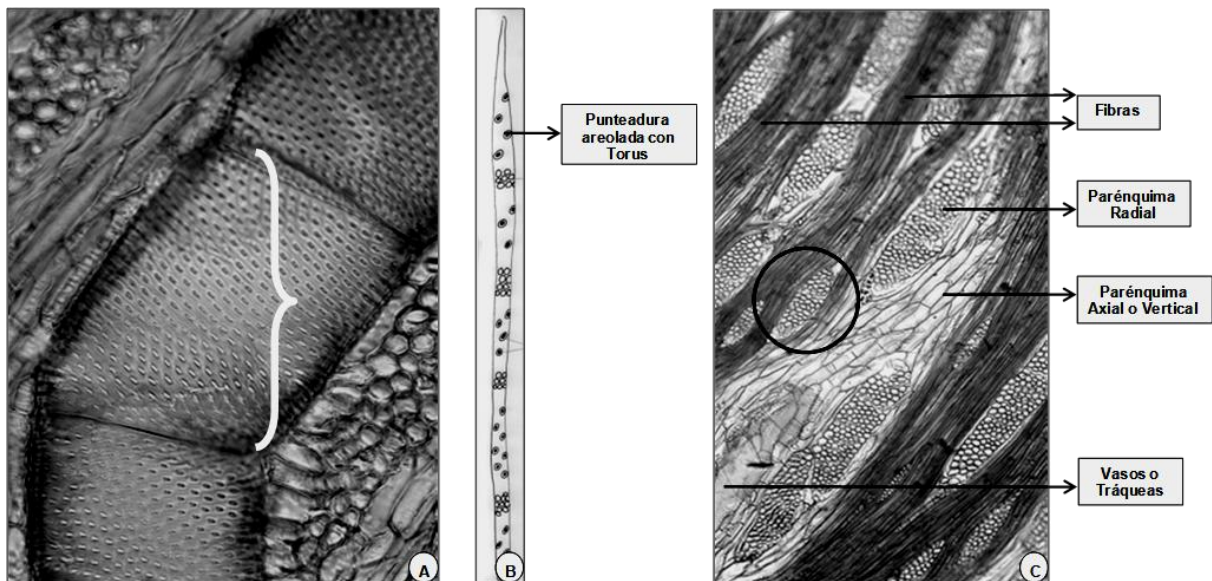 Punteadura
areolada con
Torus
Fibras
Parénquima
Radial
Parénquima
Axial o Vertical
Vasos o
Tráqueas
A
B
C